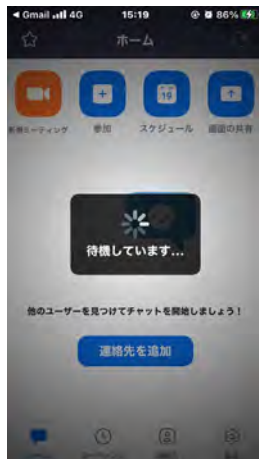 ◀ Gmail 4G 15:19 86%
ホーム
新規ミーティング 参加 スケジュール 画面の共有
19
待機しています...
他のユーザーを見つけてチャットを開始しましょう！
連絡先を追加